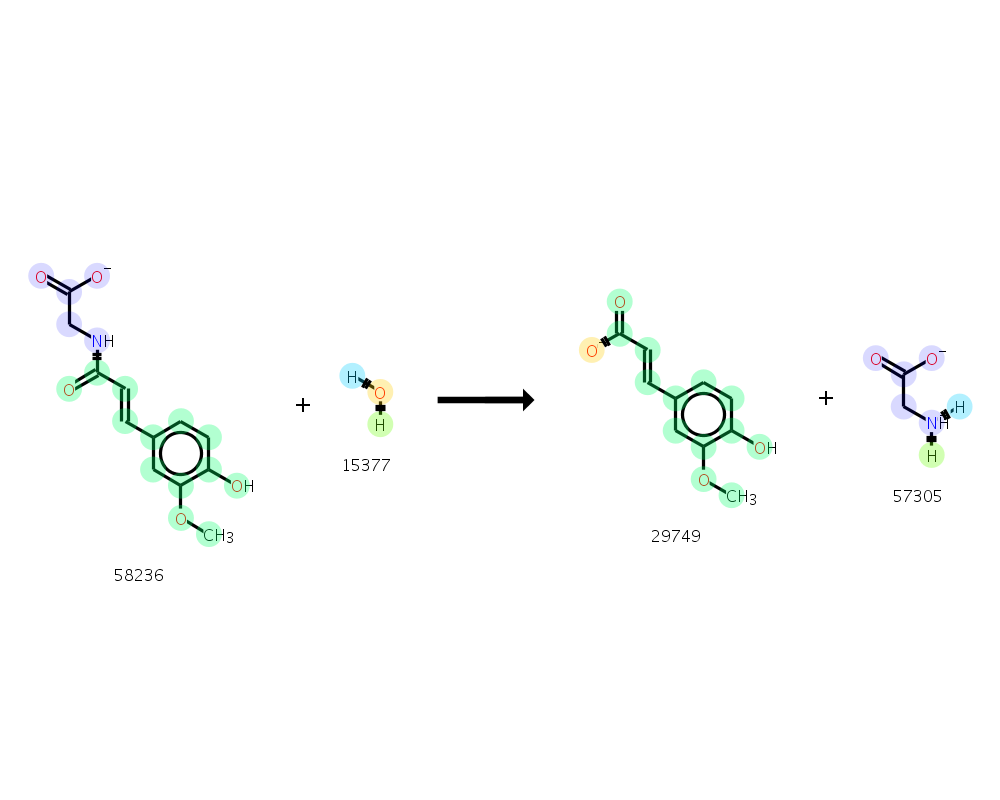 O O⁻
NH
O
OH
O
CH₃
58236
+
H
O
H
15377
O
O⁻
OH
O
CH₃
29749
+
O O⁻
NH H
H
57305